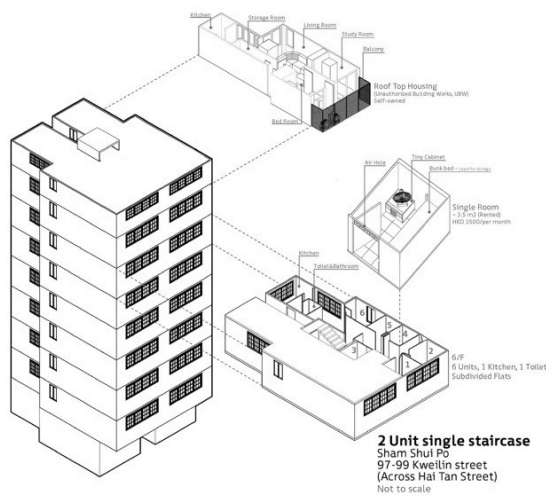 Kitchen
Storage Room
Living Room
Study Room
Balcony
Roof Top Housing
(Unauthorized Building Works, UBW)
Self-owned
Bed Room
Tiny Cabinet
Air Hole
Bunk bed
Single Room
~ 3.5 m2 (Rented)
HKD 1500/per month
Kitchen
Toilet&Bathroom
6
5
4
3
2
1
6/F
6 Units, 1 Kitchen, 1 Toilet
Subdivided Flats
2 Unit single staircase
Sham Shui Po
97-99 Kweilin street
(Across Hai Tan Street)
Not to scale